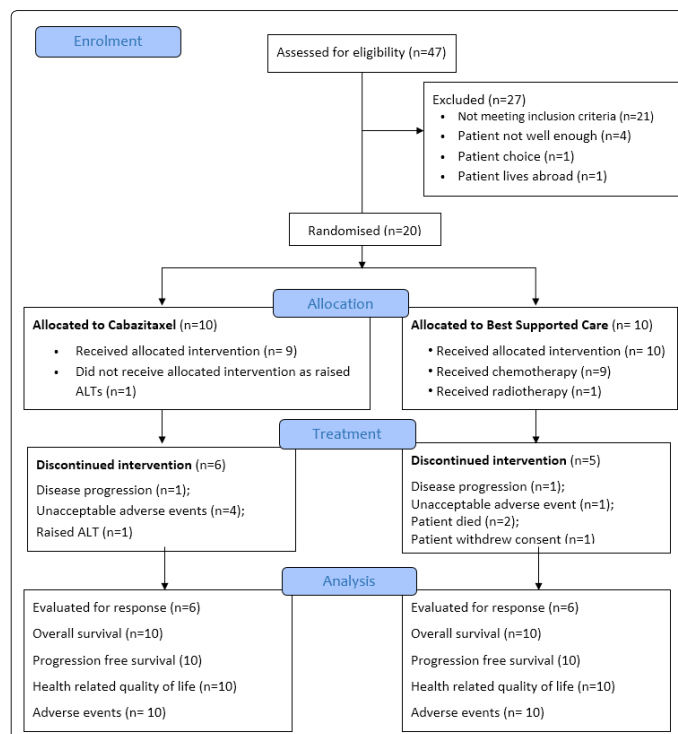 Enrolment
Assessed for eligibility (n=47)
Excluded (n=27)
• Not meeting inclusion criteria (n=21)
• Patient not well enough (n=4)
• Patient choice (n=1)
• Patient lives abroad (n=1)
Randomised (n=20)
Allocation
Allocated to Cabazitaxel (n=10)
• Received allocated intervention (n= 9)
• Did not receive allocated intervention as raised
ALTs (n=1)
Allocated to Best Supported Care (n= 10)
• Received allocated intervention (n= 10)
• Received chemotherapy (n=9)
• Received radiotherapy (n=1)
Treatment
Discontinued intervention (n=6)
Disease progression (n=1);
Unacceptable adverse events (n=4);
Raised ALT (n=1)
Discontinued intervention (n=5)
Disease progression (n=1);
Unacceptable adverse event (n=1);
Patient died (n=2);
Patient withdrew consent (n=1)
Analysis
Evaluated for response (n=6)
Overall survival (n=10)
Progression free survival (10)
Health related quality of life (n=10)
Adverse events (n= 10)
Evaluated for response (n=6)
Overall survival (n=10)
Progression free survival (10)
Health related quality of life (n=10)
Adverse events (n= 10)